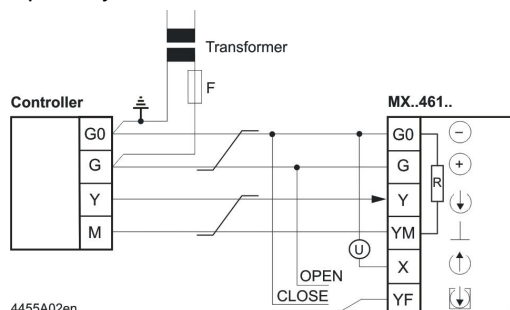 Transformer
F
Controller
MX..461..
G0
G0
G
G
R
Y
Y
M
YM
U
X
OPEN
CLOSE
YF
4455A02en